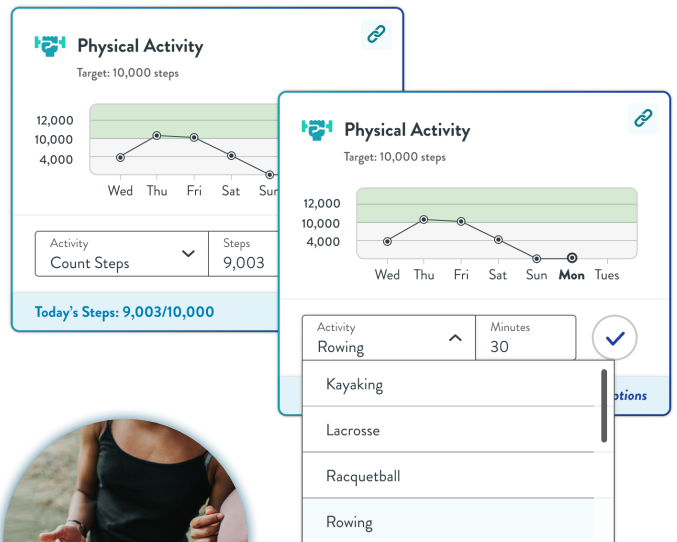 Physical Activity
Target: 10,000 steps
12,000
10,000
4,000
Wed Thu Fri Sat
Activity
Count Steps
Steps
9,003
Today's Steps: 9,003/10,000
Physical Activity
Target: 10,000 steps
12,000
10,000
4,000
Wed Thu Fri Sat Sun Mon Tues
Activity
Rowing
Minutes
30
Kayaking
Lacrosse
Racquetball
Rowing